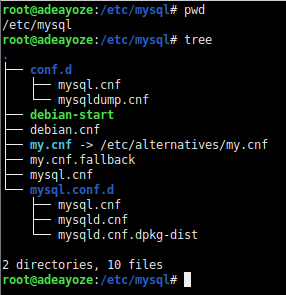 root@adeayoze:/etc/mysql# pwd
/etc/mysql
root@adeayoze:/etc/mysql# tree
.
├── conf.d
│   ├── mysql.cnf
│   └── mysqldump.cnf
├── debian-start
├── debian.cnf
├── my.cnf -> /etc/alternatives/my.cnf
├── my.cnf.fallback
├── mysql.cnf
└── mysql.conf.d
    ├── mysql.cnf
    ├── mysqld.cnf
    └── mysqld.cnf.dpkg-dist

2 directories, 10 files
root@adeayoze:/etc/mysql#